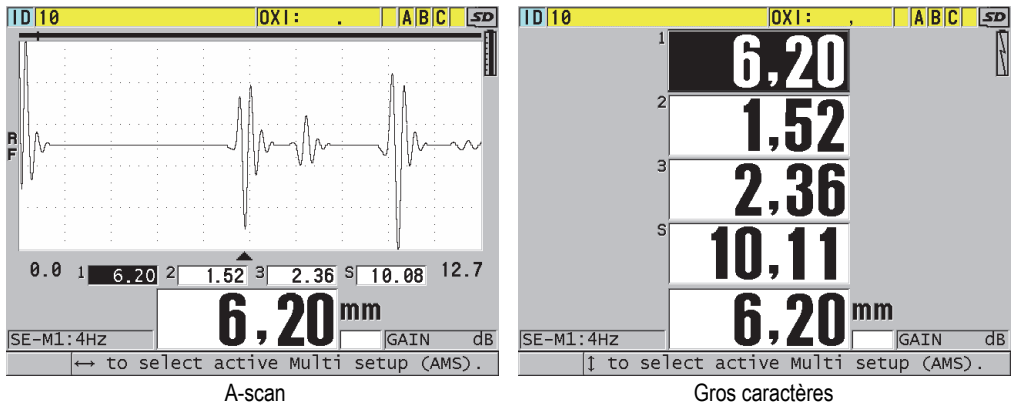 ID 10 OXI: . A B C SD
R
F
0.0 1 6.20 2 1.52 3 2.36 S 10.08 12.7
6,20 mm
SE-M1:4Hz GAIN dB
↔ to select active Multi setup (AMS).
A-scan
ID 10 OXI: , A B C SD
1 6,20
2 1,52
3 2,36
S 10,11
6,20 mm
SE-M1:4Hz GAIN dB
↕ to select active Multi setup (AMS).
Gros caractères